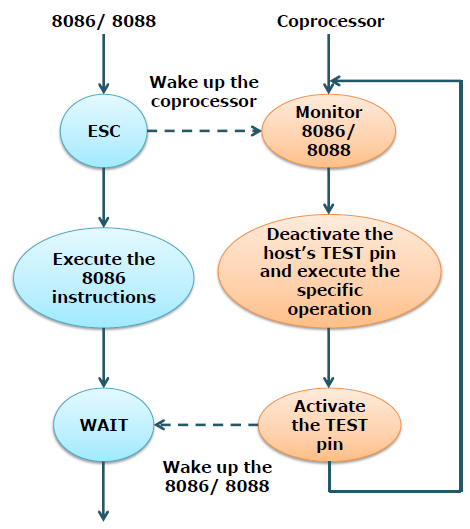 8086/ 8088
Coprocessor
Wake up the
coprocessor
ESC
Monitor
8086/
8088
Execute the
8086
instructions
Deactivate the
host's TEST pin
and execute the
specific
operation
WAIT
Activate
the TEST
pin
Wake up the
8086/ 8088